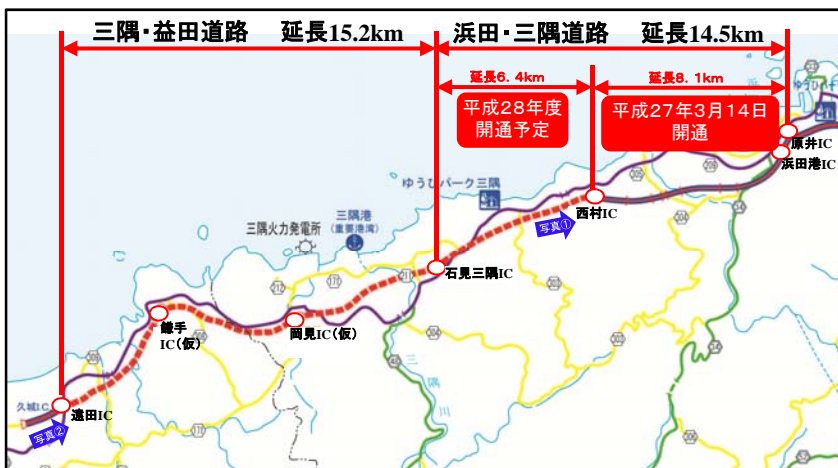 三隅・益田道路 延長15.2km
浜田・三隅道路 延長14.5km
延長6.4km
延長8.1km
平成28年度
開通予定
平成27年3月14日
開通
原井IC
浜田港IC
ゆうひパーク三隅
西村IC
写真①
三隅港
(重要港湾)
三隅火力発電所
石見三隅IC
鎌手
IC(仮)
岡見IC(仮)
三隅川
久城I.C.
遠田IC
写真②